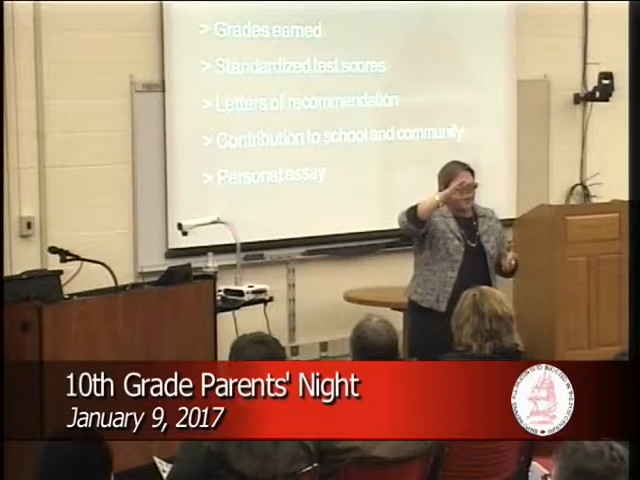 > Grades earned
> Standardized test scores
> Letters of recommendation
> Contribution to school and community
> Personal essay
10th Grade Parents' Night
January 9, 2017